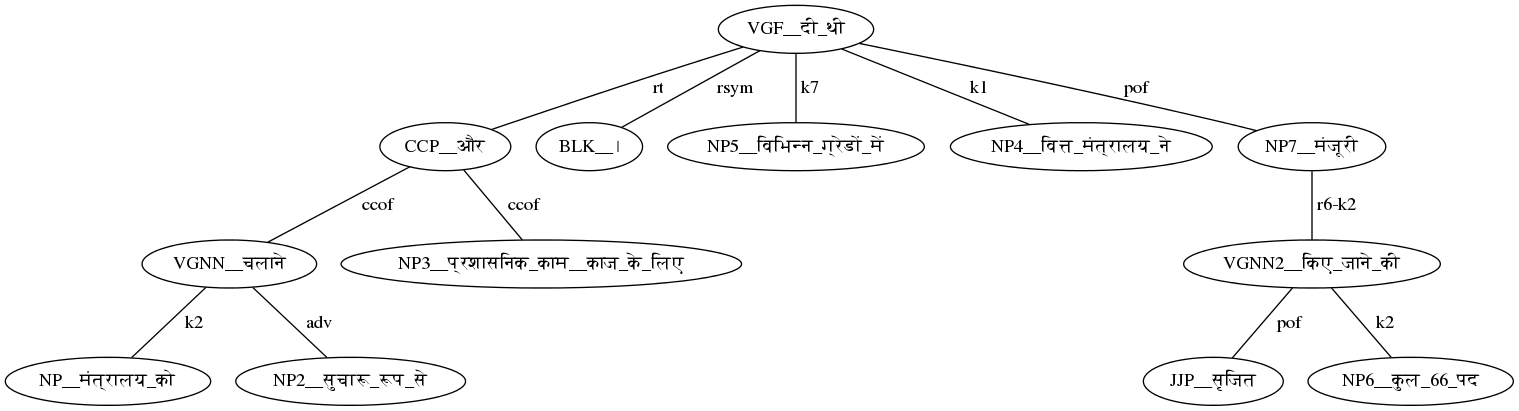 VGF__दी_थी
rt rsym k7 k1 pof
CCP__और BLK__। NP5__विभिन्न_ग्रेडों_में NP4__वित्त_मंत्रालय_ने NP7__मंजूरी
ccof ccof r6-k2
VGNN__चलाने NP3__प्रशासनिक_काम__काज_के_लिए VGNN2__किए_जाने_की
k2 adv pof k2
NP__मंत्रालय_को NP2__सुचारू_रूप_से JJP__सृजित NP6__कुल_66_पद